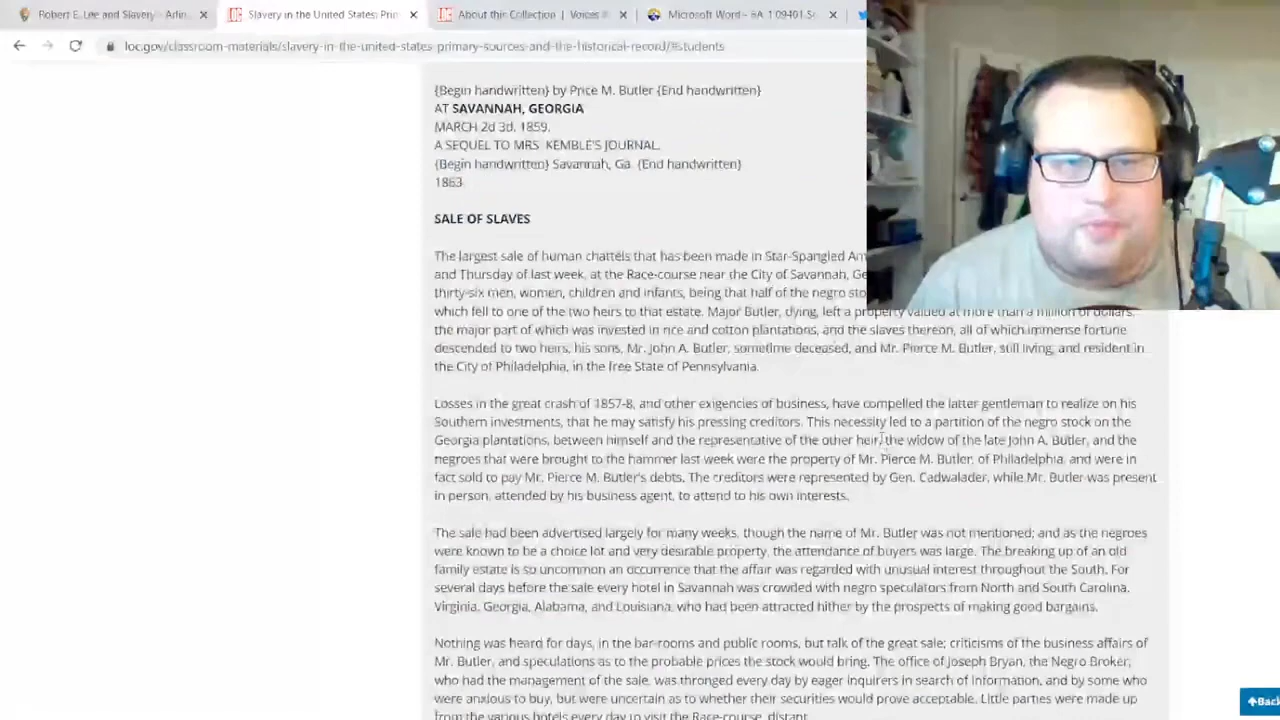 Robert E. Lee and Slavery - Arlin
Slavery in the United States: Prim
About this Collection | Voices R
Microsoft Word - BA 1 09401.S
loc.gov/classroom-materials/slavery-in-the-united-states-primary-sources-and-the-historical-record/#students
{Begin handwritten} by Price M. Butler {End handwritten}
AT SAVANNAH, GEORGIA
MARCH 2d 3d, 1859.
A SEQUEL TO MRS KEMBLE'S JOURNAL.
{Begin handwritten} Savannah, Ga {End handwritten}
1863
SALE OF SLAVES
The largest sale of human chattels that has been made in Star-Spangled Am
and Thursday of last week, at the Race-course near the City of Savannah, Ge
thirty-six men, women, children and infants, being that half of the negro sto
which fell to one of the two heirs to that estate. Major Butler, dying, left a property valued at more than a million of dollars,
the major part of which was invested in rice and cotton plantations, and the slaves thereon, all of which immense fortune
descended to two heirs, his sons, Mr. John A. Butler, sometime deceased, and Mr. Pierce M. Butler, still living, and resident in
the City of Philadelphia, in the free State of Pennsylvania.
Losses in the great crash of 1857-8, and other exigencies of business, have compelled the latter gentleman to realize on his
Southern investments, that he may satisfy his pressing creditors. This necessity led to a partition of the negro stock on the
Georgia plantations, between himself and the representative of the other heir, the widow of the late John A. Butler, and the
negroes that were brought to the hammer last week were the property of Mr. Pierce M. Butler, of Philadelphia, and were in
fact sold to pay Mr. Pierce M. Butler's debts. The creditors were represented by Gen. Cadwalader, while Mr. Butler was present
in person, attended by his business agent, to attend to his own interests.
The sale had been advertised largely for many weeks, though the name of Mr. Butler was not mentioned; and as the negroes
were known to be a choice lot and very desirable property, the attendance of buyers was large. The breaking up of an old
family estate is so uncommon an occurrence that the affair was regarded with unusual interest throughout the South. For
several days before the sale every hotel in Savannah was crowded with negro speculators from North and South Carolina,
Virginia, Georgia, Alabama, and Louisiana, who had been attracted hither by the prospects of making good bargains.
Nothing was heard for days, in the bar-rooms and public rooms, but talk of the great sale; criticisms of the business affairs of
Mr. Butler, and speculations as to the probable prices the stock would bring. The office of Joseph Bryan, the Negro Broker,
who had the management of the sale, was thronged every day by eager inquirers in search of information, and by some who
were anxious to buy, but were uncertain as to whether their securities would prove acceptable. Little parties were made up
from the various hotels every day to visit the Race-course, distant
Back